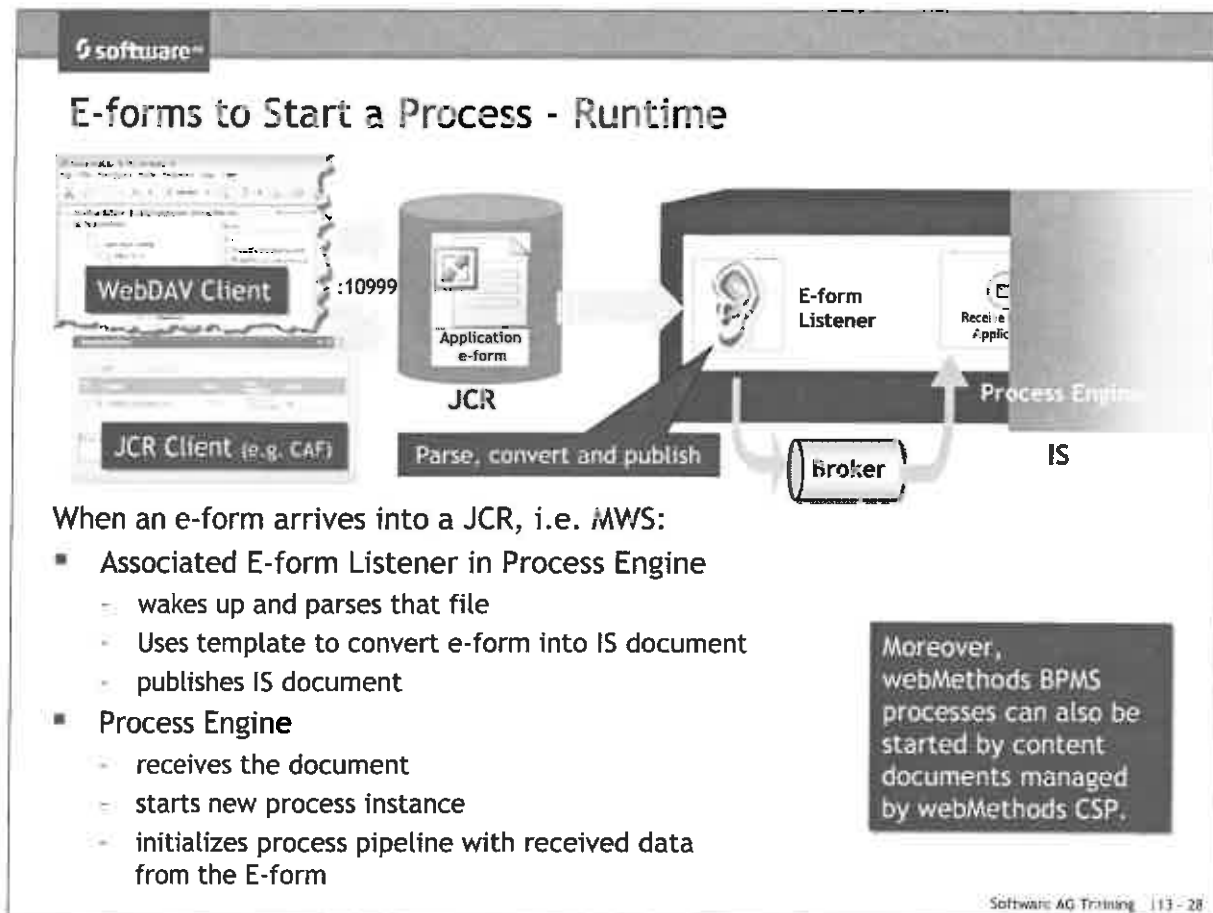 software
E-forms to Start a Process - Runtime
WebDAV Client
:10999
Application
e-form
JCR
JCR Client (e.g. CAF)
Parse, convert and publish
E-form
Listener
Applic
Process Engine
Broker
IS
When an e-form arrives into a JCR, i.e. MWS:
▪ Associated E-form Listener in Process Engine
- wakes up and parses that file
- Uses template to convert e-form into IS document
- publishes IS document
▪ Process Engine
- receives the document
- starts new process instance
- initializes process pipeline with received data
from the E-form
Moreover,
webMethods BPMS
processes can also be
started by content
documents managed
by webMethods CSP.
Software AG Training | 13 - 28